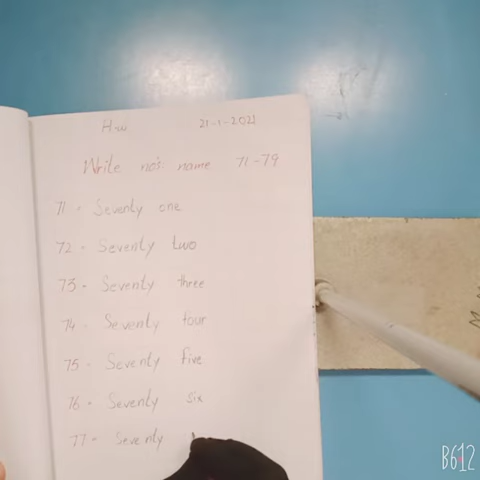 H.w 21-1-2021
Write no's name 71-79
71 - Seventy one
72 - Seventy two
73 - Seventy three
74 - Seventy four
75 - Seventy five
76 - Seventy six
77 - Seventy
B612